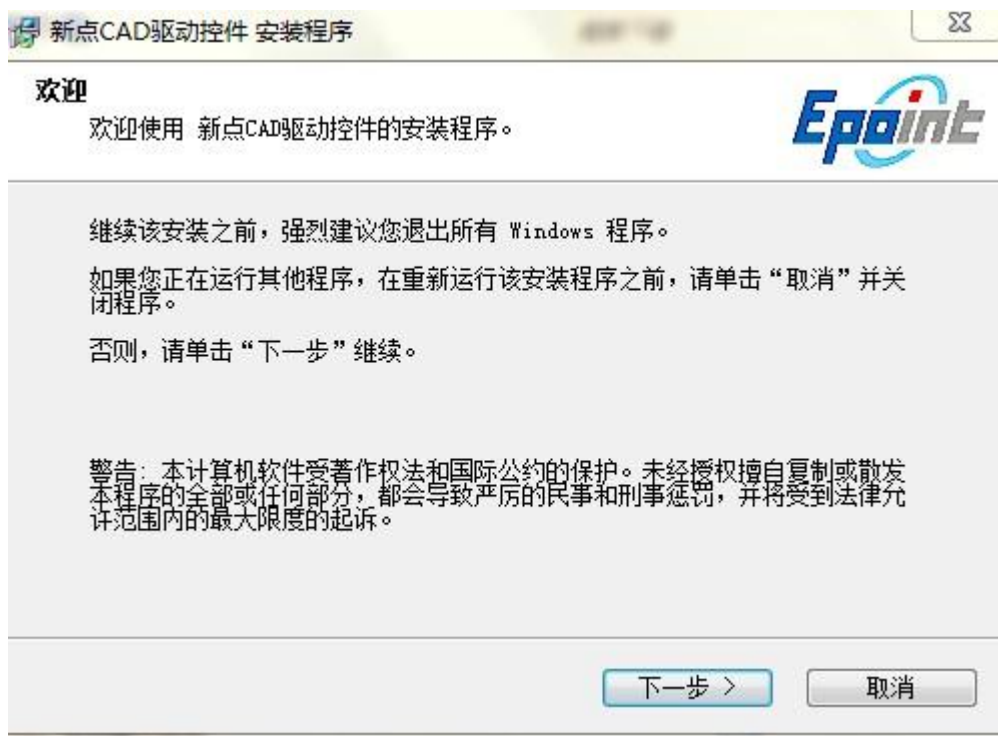 新点CAD驱动控件 安装程序
欢迎
欢迎使用 新点CAD驱动控件的安装程序。
Epoint
继续该安装之前，强烈建议您退出所有 Windows 程序。
如果您正在运行其他程序，在重新运行该安装程序之前，请单击“取消”并关
闭程序。
否则，请单击“下一步”继续。
警告: 本计算机软件受著作权法和国际公约的保护。未经授权擅自复制或散发
本程序的全部或任何部分，都会导致严厉的民事和刑事惩罚，并将受到法律允
许范围内的最大限度的起诉。
下一步 >
取消